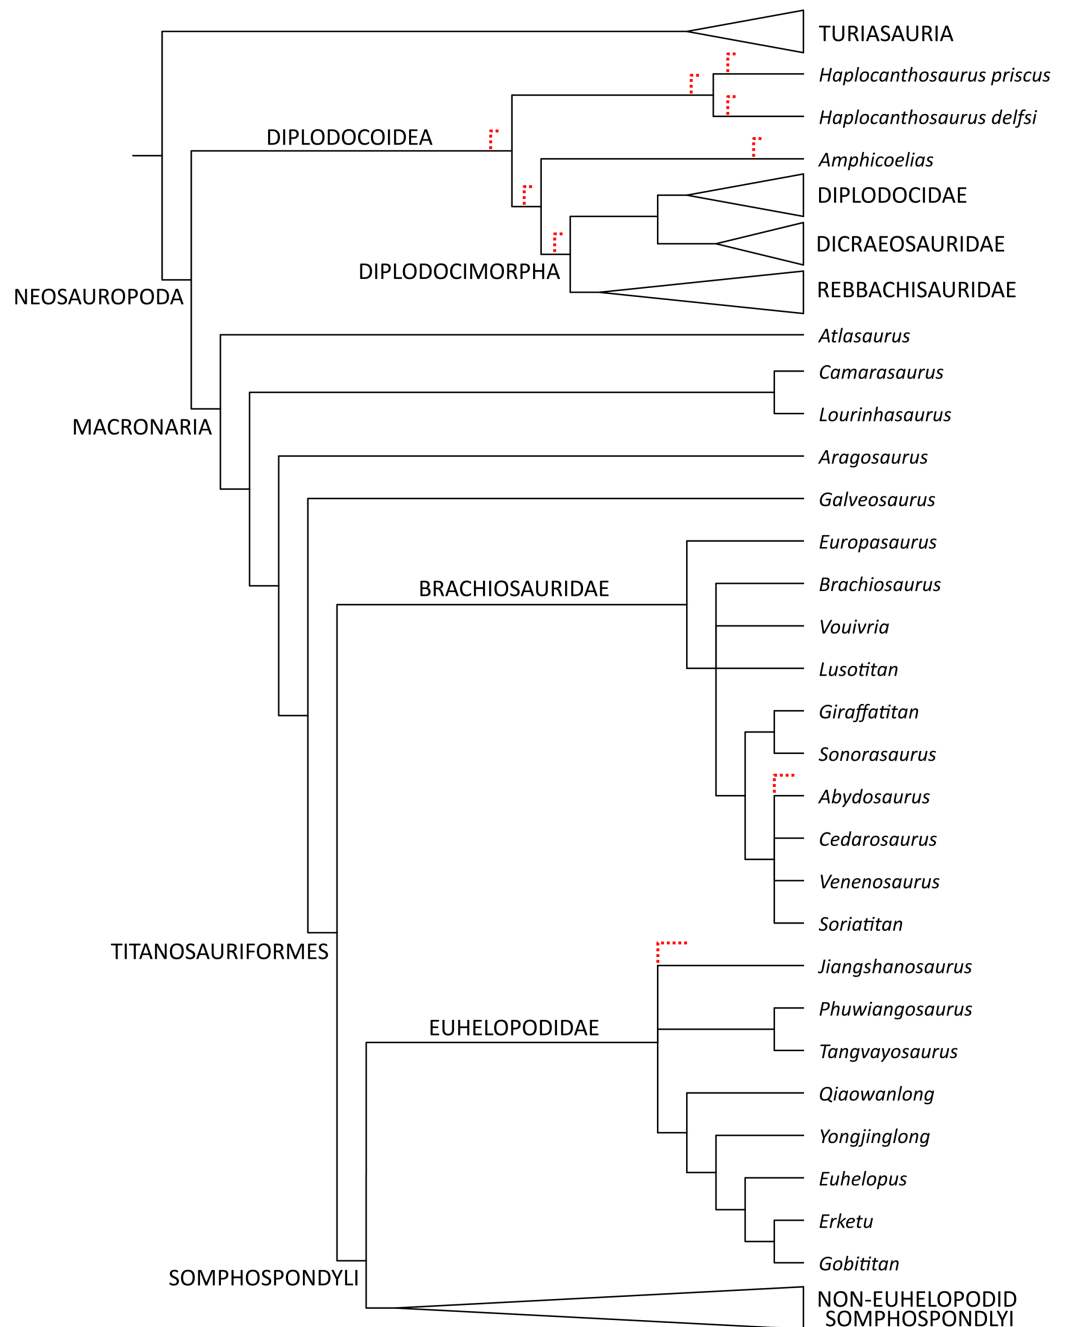 TURIASAURIA
Haplocanthosaurus priscus
Haplocanthosaurus delfsi
DIPLODOCOIDEA
Amphicoelias
DIPLODOCIDAE
DICRAEOSAURIDAE
DIPLODOCIMORPHA
REBBACHISAURIDAE
NEOSAUROPODA
Atlasaurus
Camarasaurus
Lourinhasaurus
MACRONARIA
Aragosaurus
Galveosaurus
Europasaurus
BRACHIOSAURIDAE
Brachiosaurus
Vouivria
Lusotitan
Giraffatitan
Sonorasaurus
Abydosaurus
Cedarosaurus
Venenosaurus
Soriatitan
TITANOSAURIFORMES
Jiangshanosaurus
Phuwiangosaurus
EUHELOPODIDAE
Tangvayosaurus
Qiaowanlong
Yongjinglong
Euhelopus
Erketu
Gobititan
SOMPHOSPONDYLI
NON-EUHELOPODID
SOMPHOSPONDLYI